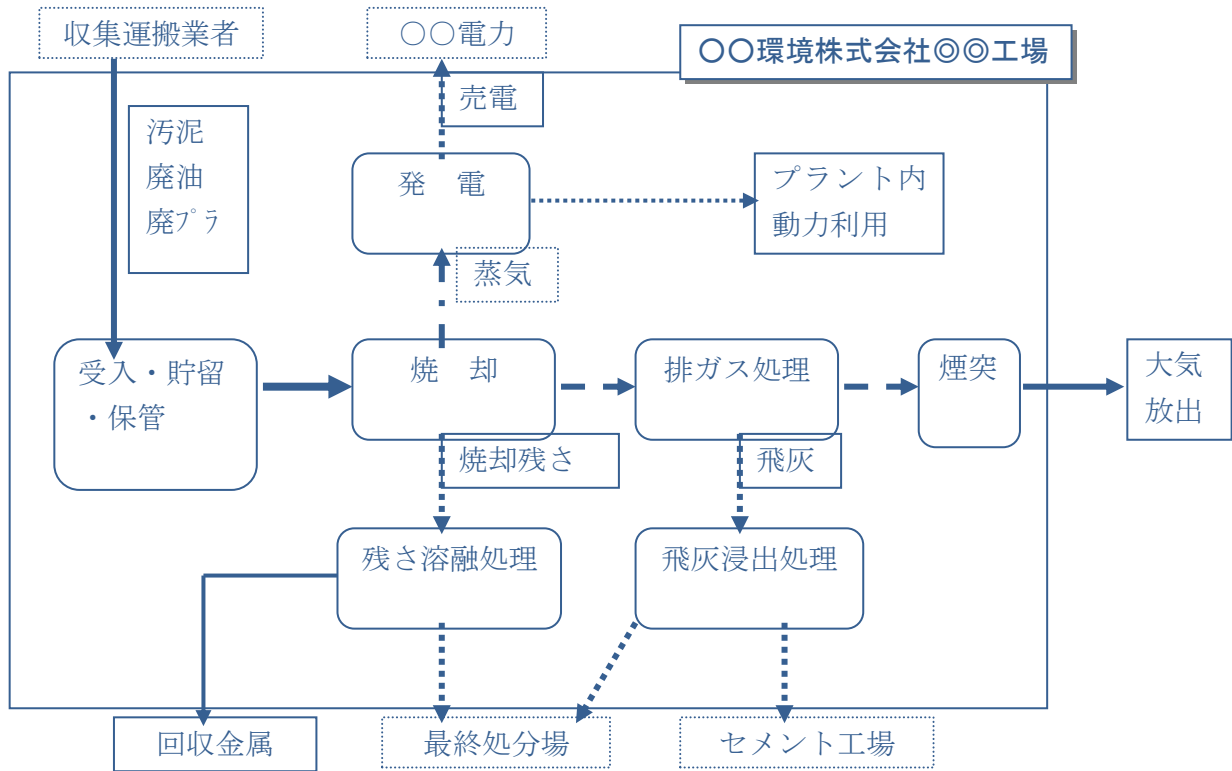 収集運搬業者
〇〇電力
〇〇環境株式会社◎◎工場
売電
汚泥
廃油
廃プラ
発 電
プラント内
動力利用
蒸気
受入・貯留
・保管
焼 却
排ガス処理
煙突
大気
放出
焼却残さ
飛灰
残さ溶融処理
飛灰浸出処理
回収金属
最終処分場
セメント工場